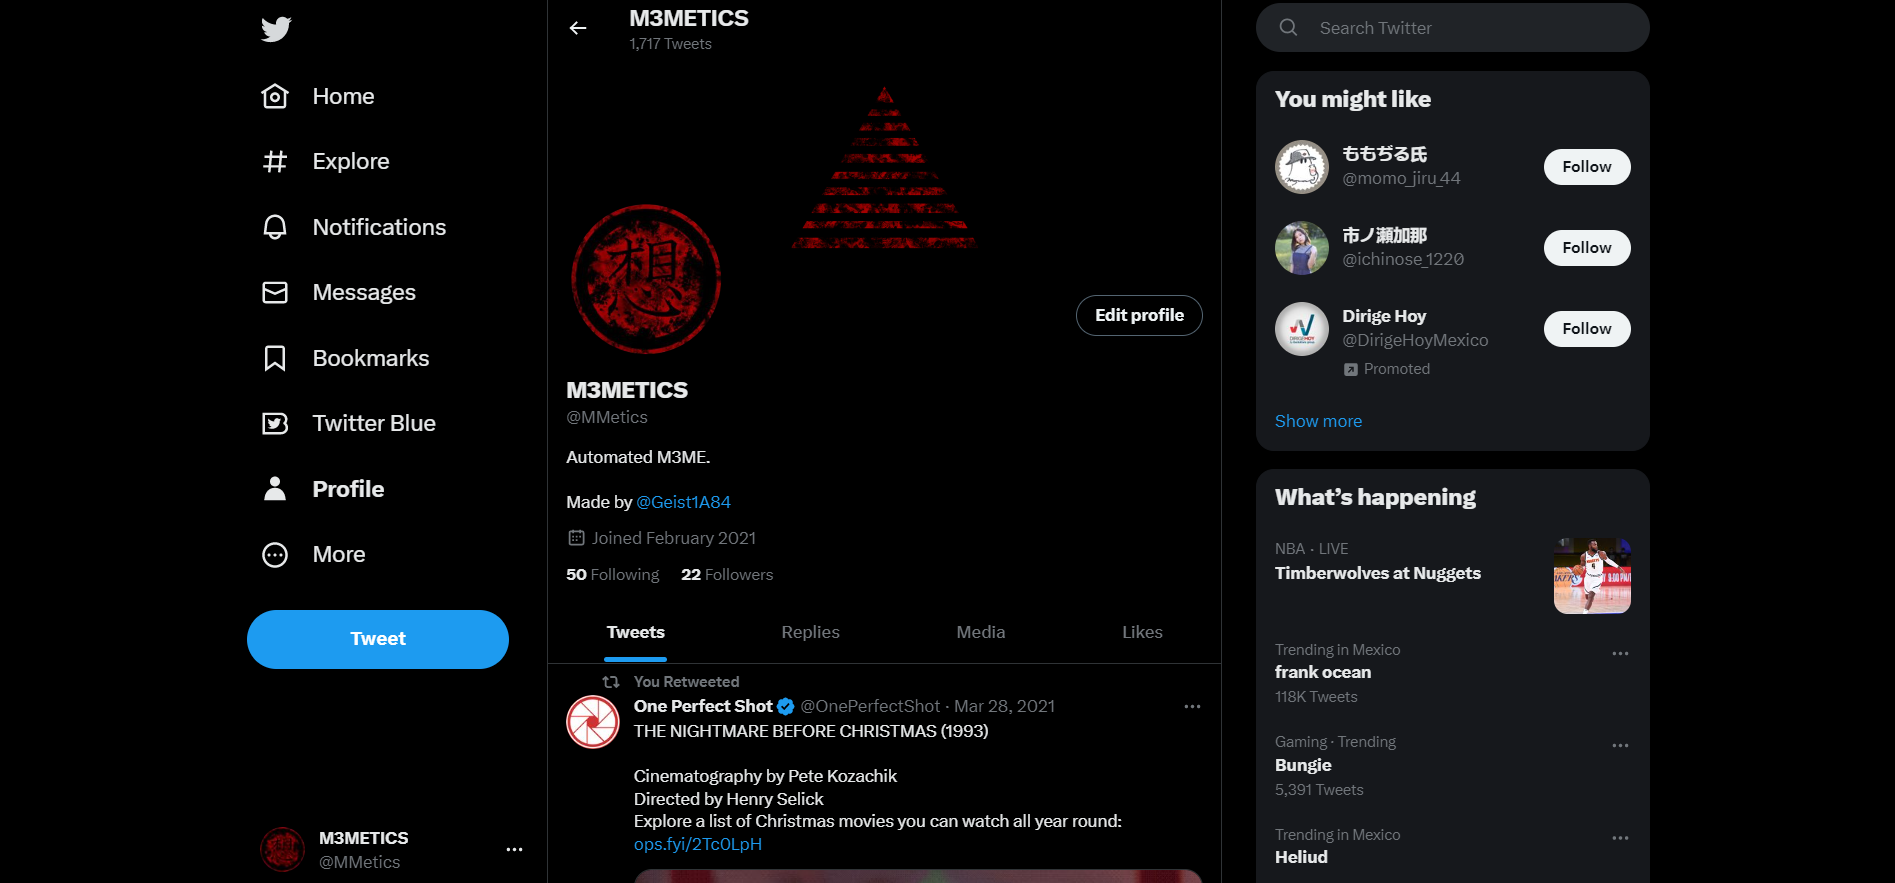 Home
Explore
Notifications
Messages
Bookmarks
Twitter Blue
Profile
More
Tweet
M3METICS
@MMetics
M3METICS
1,717 Tweets
想
Edit profile
M3METICS
@MMetics
Automated M3ME.
Made by @Geist1A84
Joined February 2021
50 Following 22 Followers
Tweets Replies Media Likes
You Retweeted
One Perfect Shot @OnePerfectShot · Mar 28, 2021
THE NIGHTMARE BEFORE CHRISTMAS (1993)
Cinematography by Pete Kozachik
Directed by Henry Selick
Explore a list of Christmas movies you can watch all year round:
ops.fyi/2Tc0LpH
Search Twitter
You might like
ももぢる氏
@momo_jiru_44
Follow
市ノ瀬加那
@ichinose_1220
Follow
DIRIGEHOY
Dirige Hoy
@DirigeHoyMexico
Follow
Promoted
Show more
What's happening
NBA · LIVE
Timberwolves at Nuggets
Trending in Mexico
frank ocean
118K Tweets
Gaming · Trending
Bungie
5,391 Tweets
Trending in Mexico
Heliud